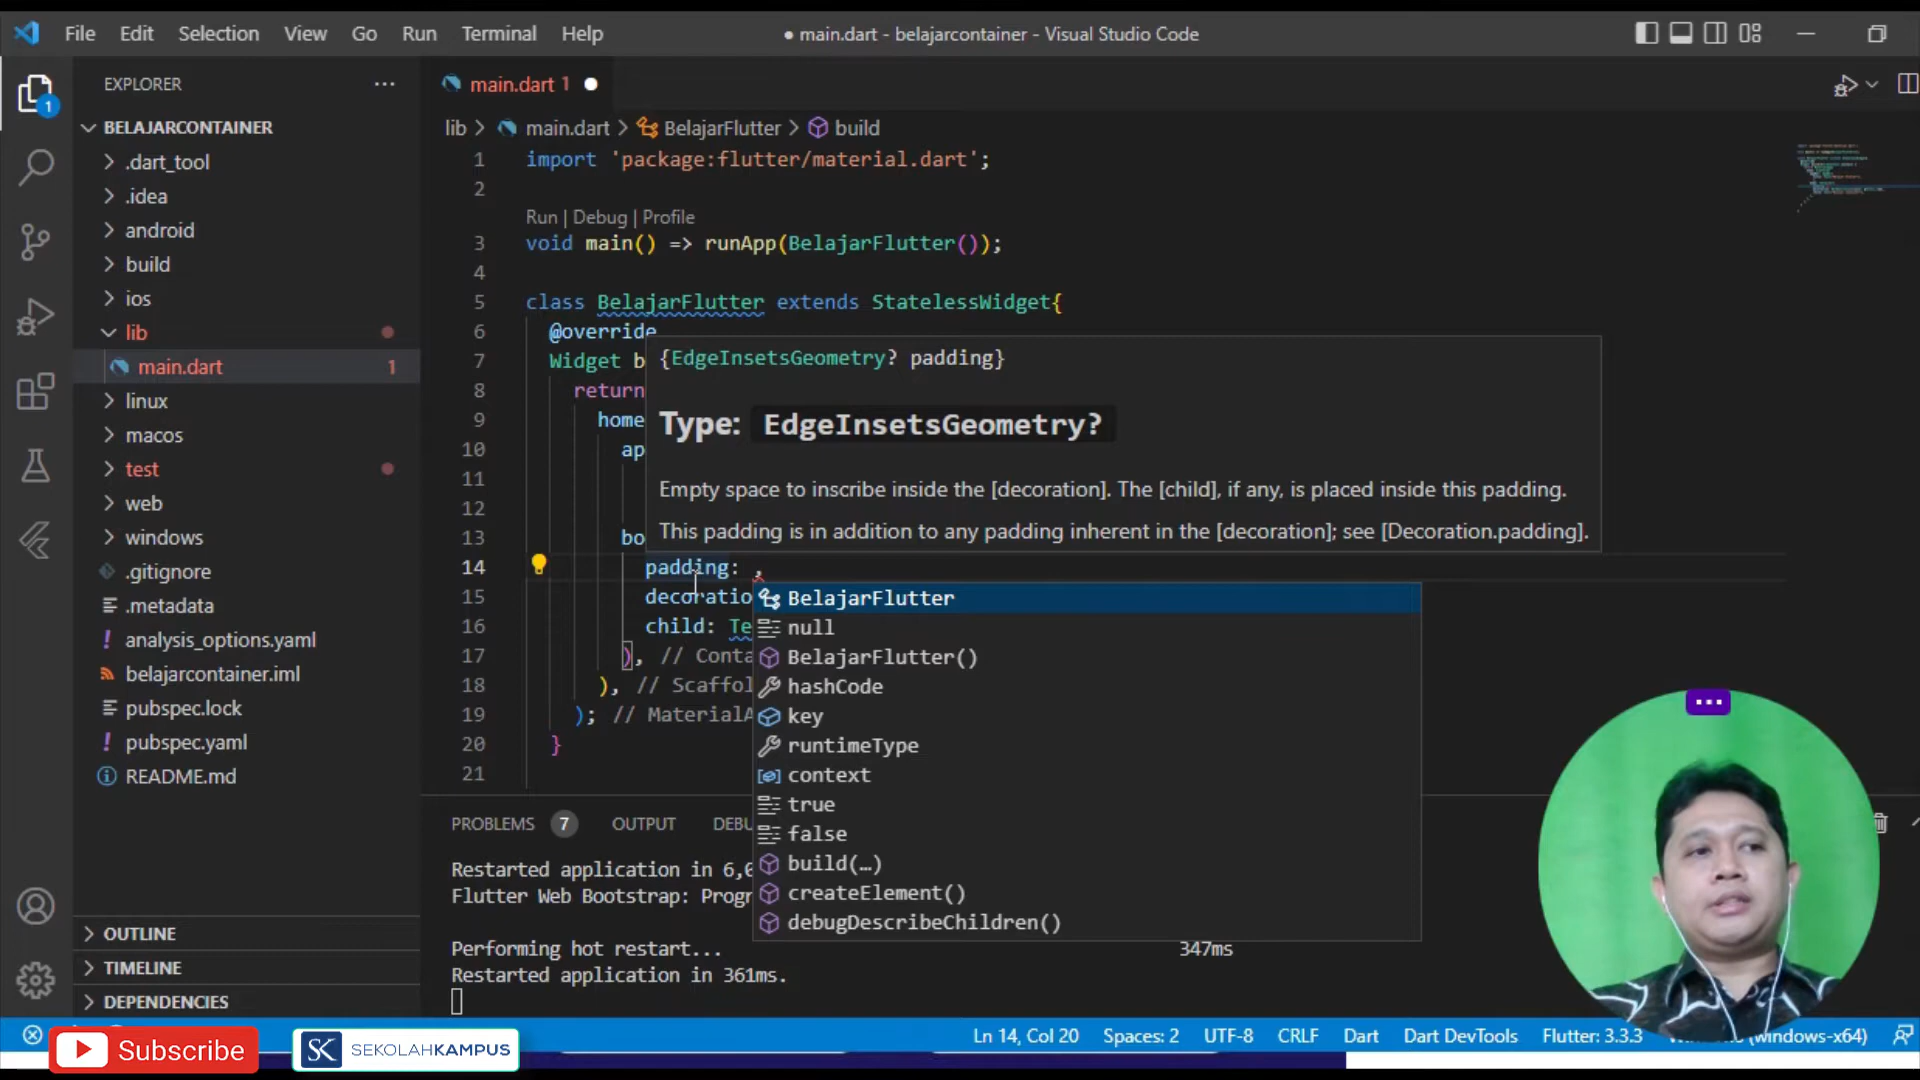 File Edit Selection View Go Run Terminal Help
● main.dart - belajarcontainer - Visual Studio Code
EXPLORER
BELAJARCONTAINER
.dart_tool
.idea
android
build
ios
lib
main.dart 1
linux
macos
test
web
windows
.gitignore
.metadata
analysis_options.yaml
belajarcontainer.iml
pubspec.lock
pubspec.yaml
README.md
OUTLINE
TIMELINE
DEPENDENCIES
1
main.dart 1
lib > main.dart > BelajarFlutter > build
1 import 'package:flutter/material.dart';
2
Run | Debug | Profile
3 void main() => runApp(BelajarFlutter());
4
5 class BelajarFlutter extends StatelessWidget{
6 @override
7 Widget b
8 return
9 home
10 ap
11
12
13 bo
14 padding: ,
15 decoratio
16 child: Te
17 ), // Conta
18 ), // Scaffol
19 ); // MaterialA
20 }
21
{EdgeInsetsGeometry? padding}
Type: EdgeInsetsGeometry?
Empty space to inscribe inside the [decoration]. The [child], if any, is placed inside this padding.
This padding is in addition to any padding inherent in the [decoration]; see [Decoration.padding].
BelajarFlutter
null
BelajarFlutter()
hashCode
key
runtimeType
context
true
false
build(…)
createElement()
debugDescribeChildren()
PROBLEMS 7 OUTPUT DEBU
Restarted application in 6,0
Flutter Web Bootstrap: Progr
Performing hot restart... 347ms
Restarted application in 361ms.
Ln 14, Col 20 Spaces: 2 UTF-8 CRLF Dart Dart DevTools Flutter: 3.3.3 (windows-x64)
Subscribe
SK SEKOLAHKAMPUS